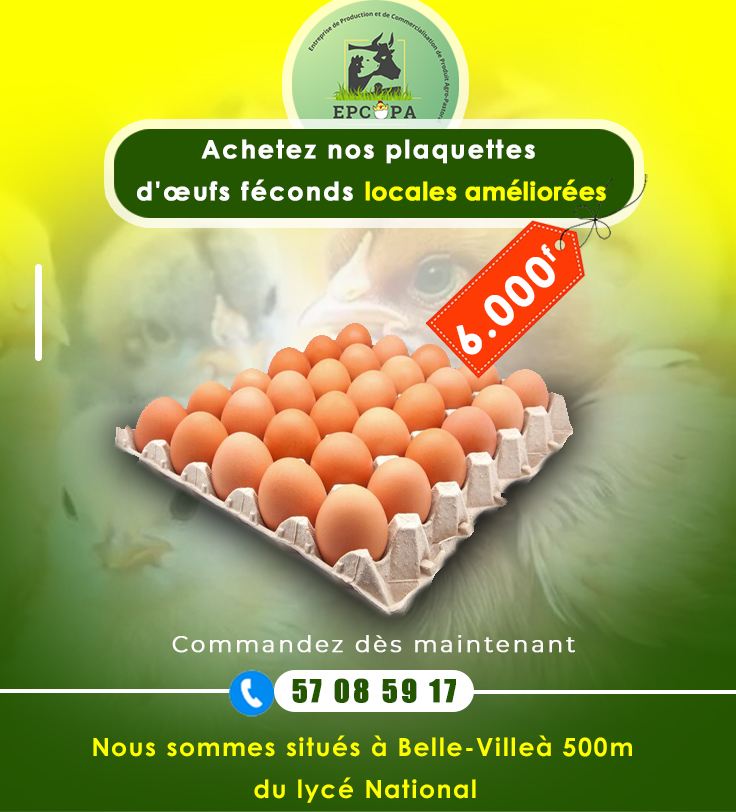 Entreprise de Production et de Commercialisation de Produit Agro-Pastoral
EPCOPA
Achetez nos plaquettes
d'œufs féconds locales améliorées
6.000f
Commandez dès maintenant
57 08 59 17
Nous sommes situés à Belle-Villeà 500m
du lycé National